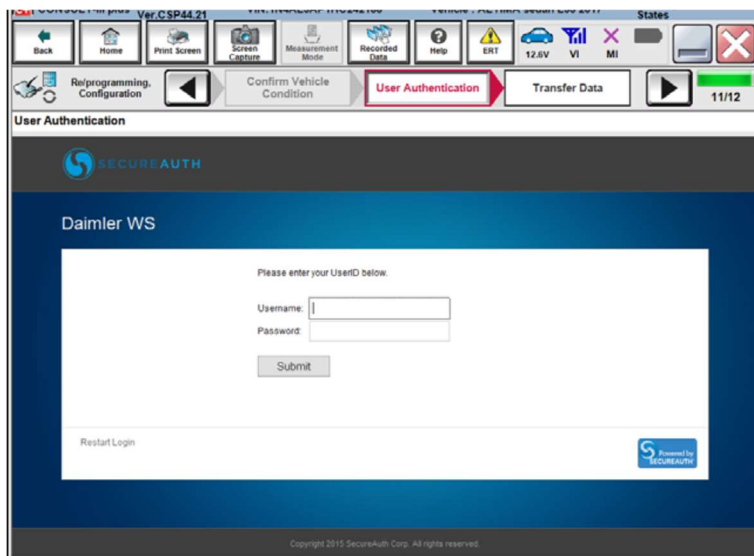 Ver.CSP44.21
States
Back
Home
Print Screen
Screen
Capture
Measurement
Mode
Recorded
Data
Help
ERT
12.6V
VI
MI
Re/programming,
Configuration
Confirm Vehicle
Condition
User Authentication
Transfer Data
11/12
User Authentication
SECUREAUTH
Daimler WS
Please enter your UserID below.
Username:
Password:
Submit
Restart Login
Powered by
SECUREAUTH
Copyright 2015 SecureAuth Corp. All rights reserved.